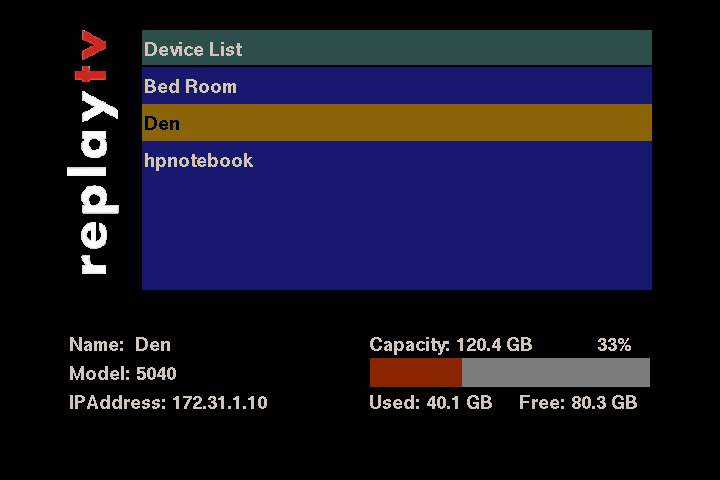 replaytv
Device List
Bed Room
Den
hpnotebook
Name: Den
Model: 5040
IPAddress: 172.31.1.10
Capacity: 120.4 GB 33%
Used: 40.1 GB Free: 80.3 GB